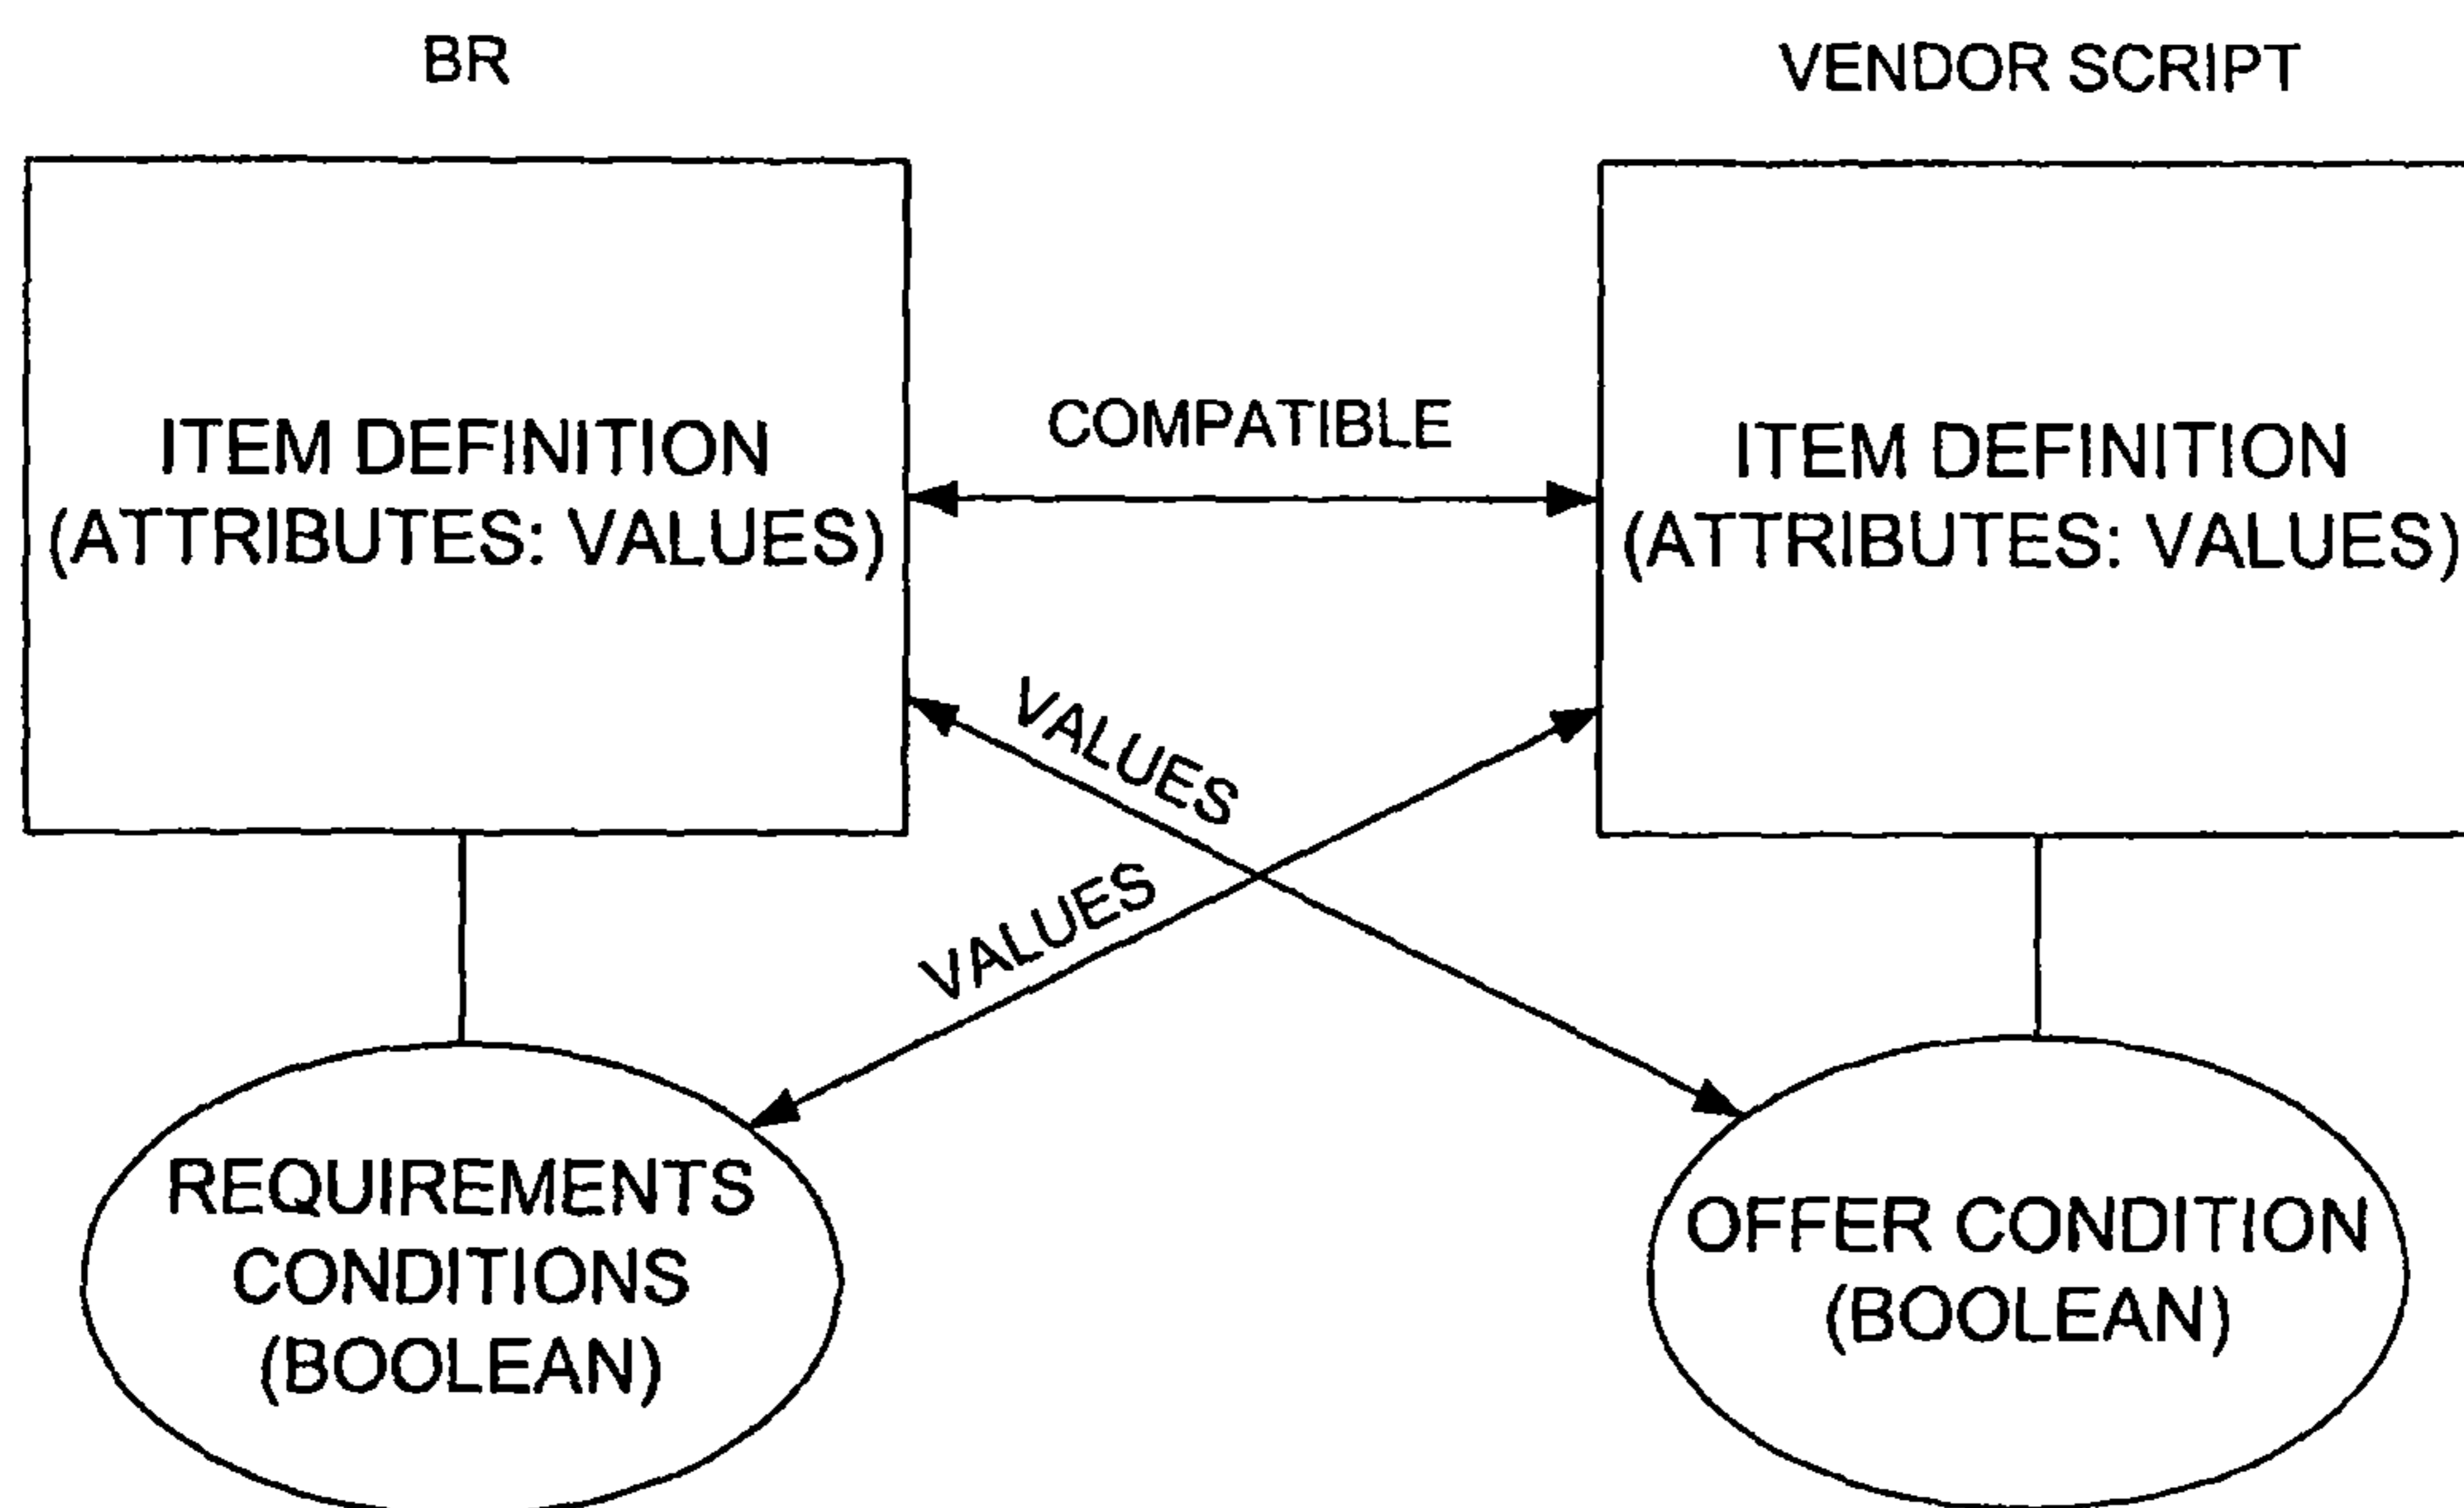 BR
VENDOR SCRIPT
ITEM DEFINITION
(ATTRIBUTES: VALUES)
COMPATIBLE
ITEM DEFINITION
(ATTRIBUTES: VALUES)
VALUES
VALUES
REQUIREMENTS
CONDITIONS
(BOOLEAN)
OFFER CONDITION
(BOOLEAN)